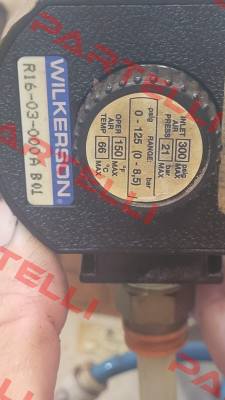 WILKERSON
R16-03-000A B01
INLET AIR PRESS
300 psig MAX
21 bar MAX
RANGE:
psig bar
0-125 (0-8,5)
OPER AIR TEMP
150 °F MAX
66 °C MAX
PARTELLI
PARTELLI
PARTELLI
PARTELLI